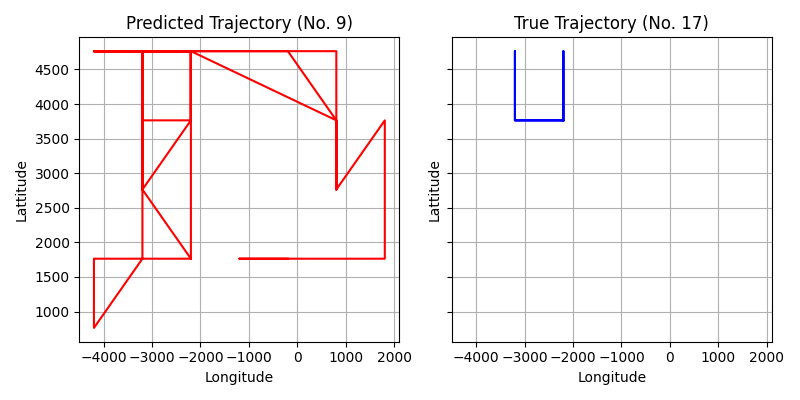 Predicted Trajectory (No. 9)
True Trajectory (No. 17)
Lattitude
4500
4000
3500
3000
2500
2000
1500
1000
−4000 −3000 −2000 −1000 0 1000 2000
Longitude
Lattitude
−4000 −3000 −2000 −1000 0 1000 2000
Longitude